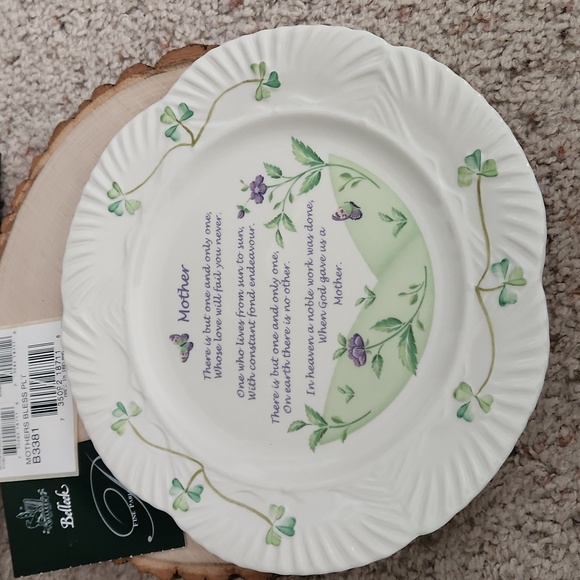 Mother
There is but one and only one,
Whose love will fail you never.
One who lives from sun to sun,
With constant fond endeavour.
There is but one and only one,
On earth there is no other.
In heaven a noble work was done,
When God gave us a
Mother.
MOTHERS BLESS PLT
B3381
Belleek